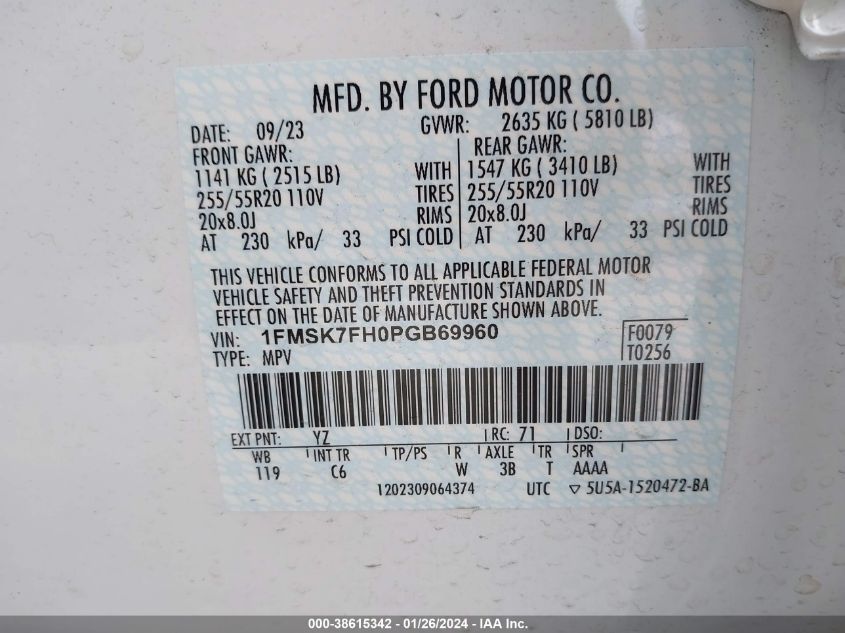 MFD. BY FORD MOTOR CO.
DATE: 09/23 GVWR: 2635 KG ( 5810 LB)
FRONT GAWR: REAR GAWR:
1141 KG ( 2515 LB) WITH 1547 KG ( 3410 LB) WITH
255/55R20 110V TIRES 255/55R20 110V TIRES
20x8.0J RIMS 20x8.0J RIMS
AT 230 kPa/ 33 PSI COLD AT 230 kPa/ 33 PSI COLD
THIS VEHICLE CONFORMS TO ALL APPLICABLE FEDERAL MOTOR
VEHICLE SAFETY AND THEFT PREVENTION STANDARDS IN
EFFECT ON THE DATE OF MANUFACTURE SHOWN ABOVE.
VIN: 1FMSK7FH0PGB69960 F0079
TYPE: MPV T0256
EXT PNT: YZ RC: 71 DSO:
WB INT TR TP/PS R AXLE TR SPR
119 C6 W 3B T AAAA
1202309064374 UTC ▽ 5U5A-1520472-BA
000-38615342 / 01/26/2024 / IAAI Inc.